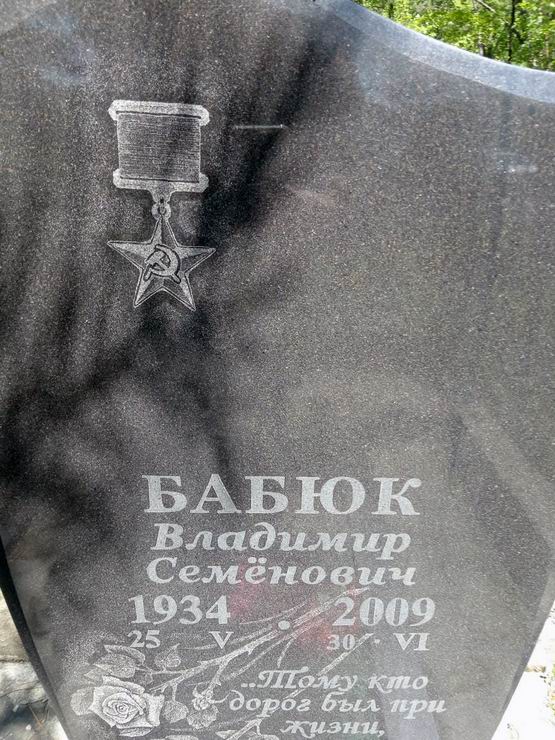 БАБЮК
Владимир
Семёнович
1934 . 2009
25 V 30 · VI
..Тому кто
дорог был при
жизни,